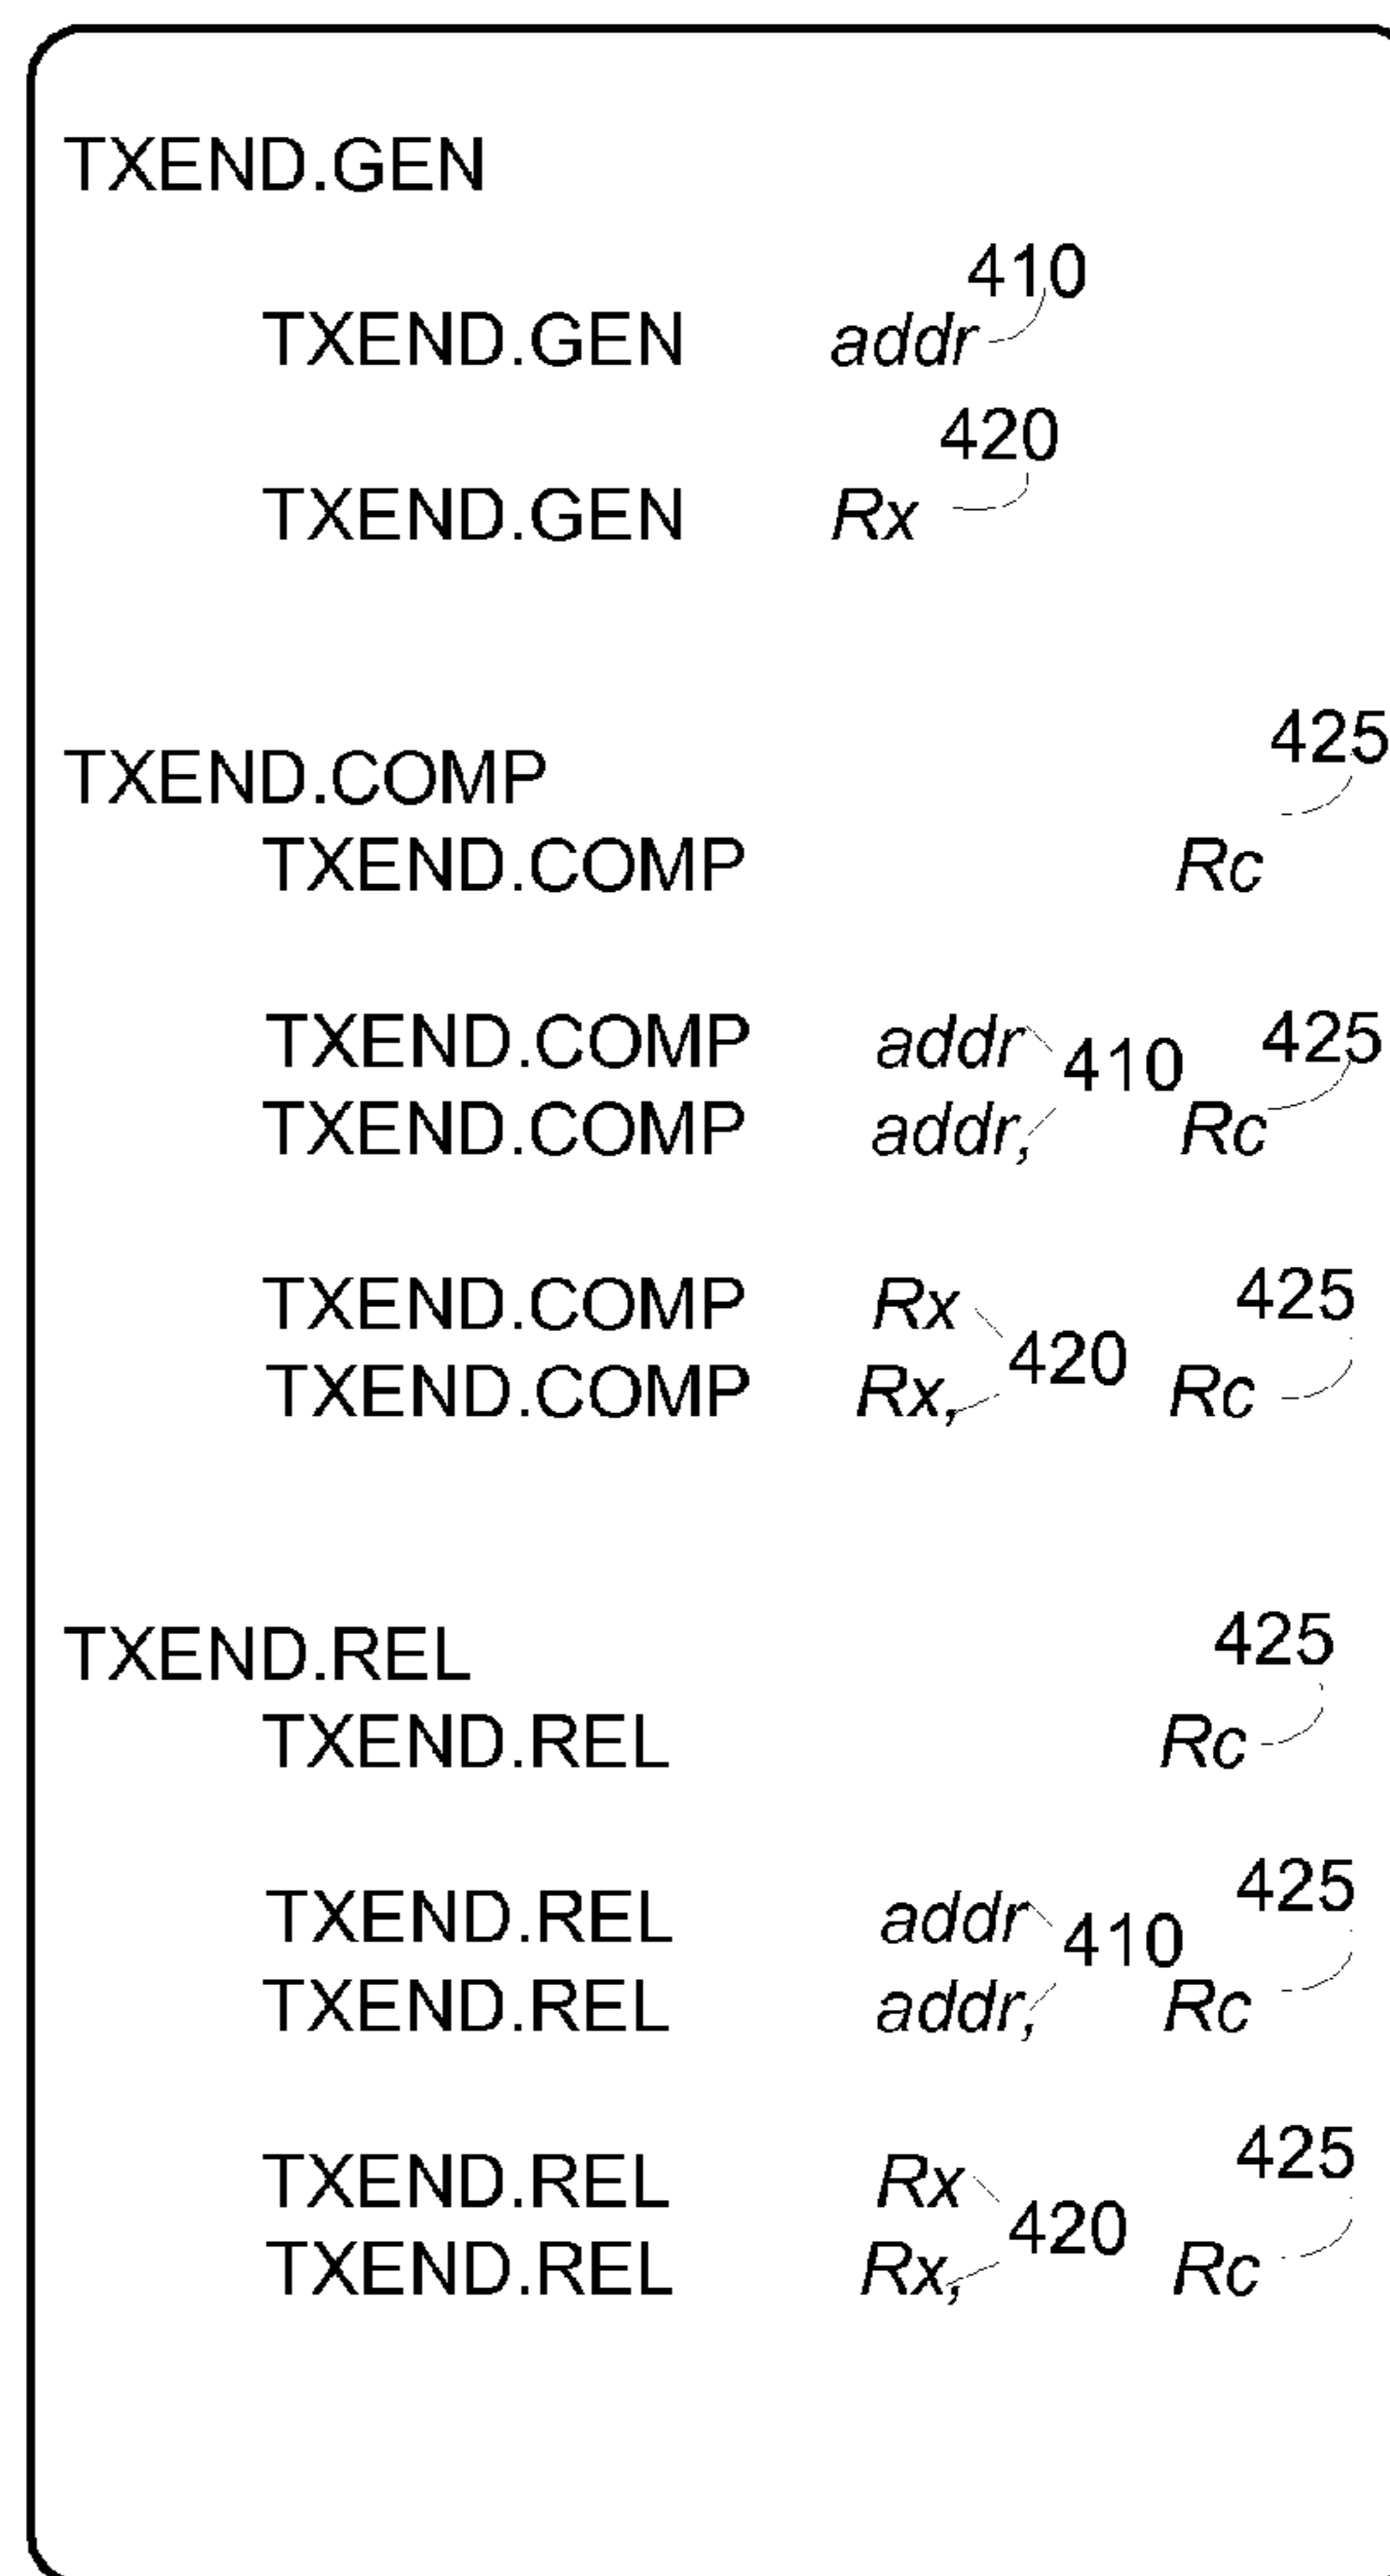 TXEND.GEN
410
TXEND.GEN addr
420
TXEND.GEN Rx
425
TXEND.COMP
TXEND.COMP Rc
TXEND.COMP addr 410 425
TXEND.COMP addr, Rc
TXEND.COMP Rx 420 425
TXEND.COMP Rx, Rc
425
TXEND.REL
TXEND.REL Rc
TXEND.REL addr 410 425
TXEND.REL addr, Rc
TXEND.REL Rx 420 425
TXEND.REL Rx, Rc